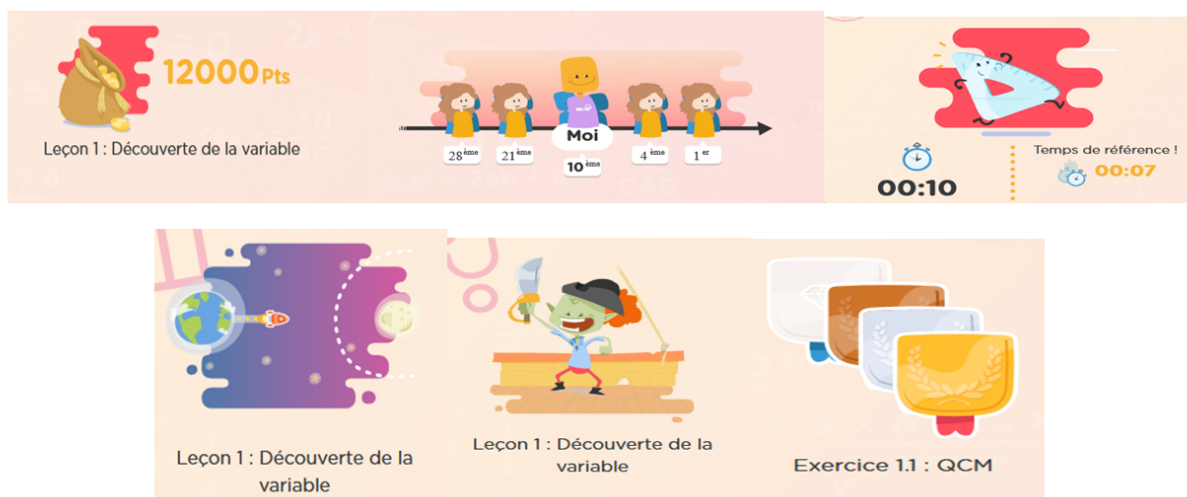 12000 Pts
Leçon 1 : Découverte de la variable
Moi
28ème
21ème
10ème
4ème
1er
Temps de référence !
00:10
00:07
Leçon 1 : Découverte de la
variable
Leçon 1 : Découverte de la
variable
Exercice 1.1 : QCM